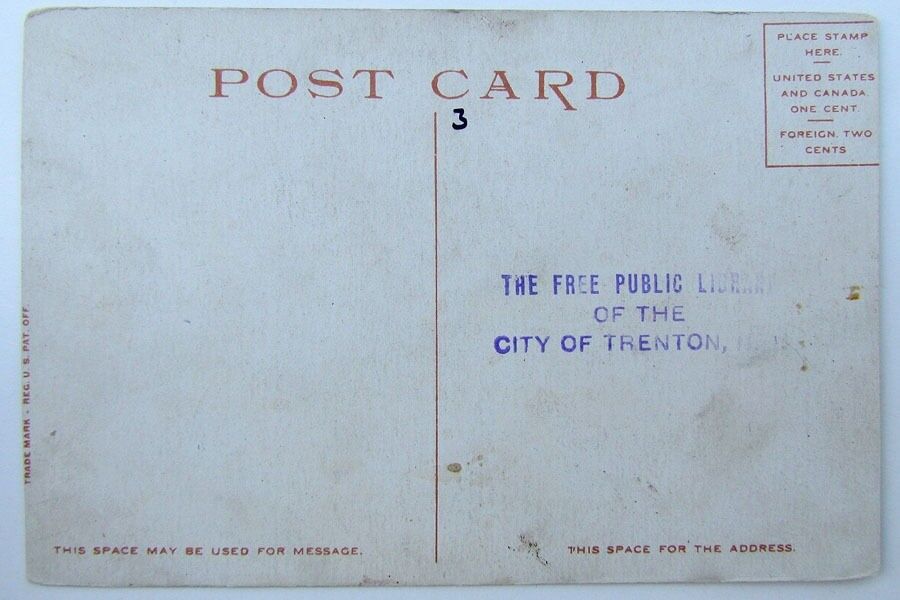 POST CARD
3
PLACE STAMP
HERE.
UNITED STATES
AND CANADA.
ONE CENT.
FOREIGN, TWO
CENTS
THE FREE PUBLIC LIBRARY
OF THE
CITY OF TRENTON,
TRADE MARK - REG. U. S. PAT. OFF.
THIS SPACE MAY BE USED FOR MESSAGE.
THIS SPACE FOR THE ADDRESS.